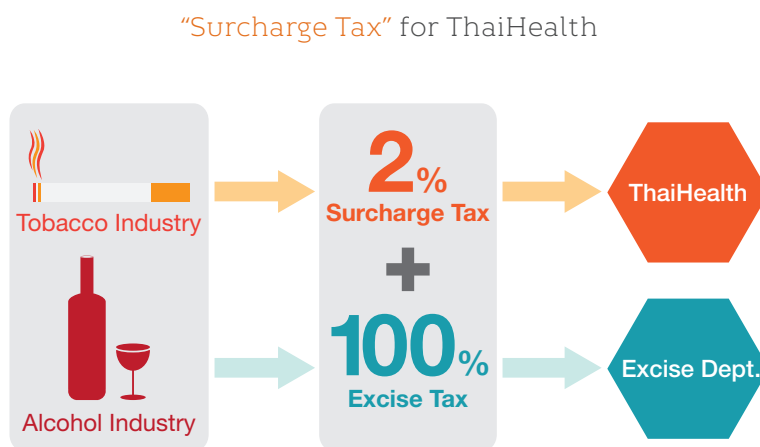 “Surcharge Tax” for ThaiHealth
Tobacco Industry
Alcohol Industry
2%
Surcharge Tax
+
100%
Excise Tax
ThaiHealth
Excise Dept.